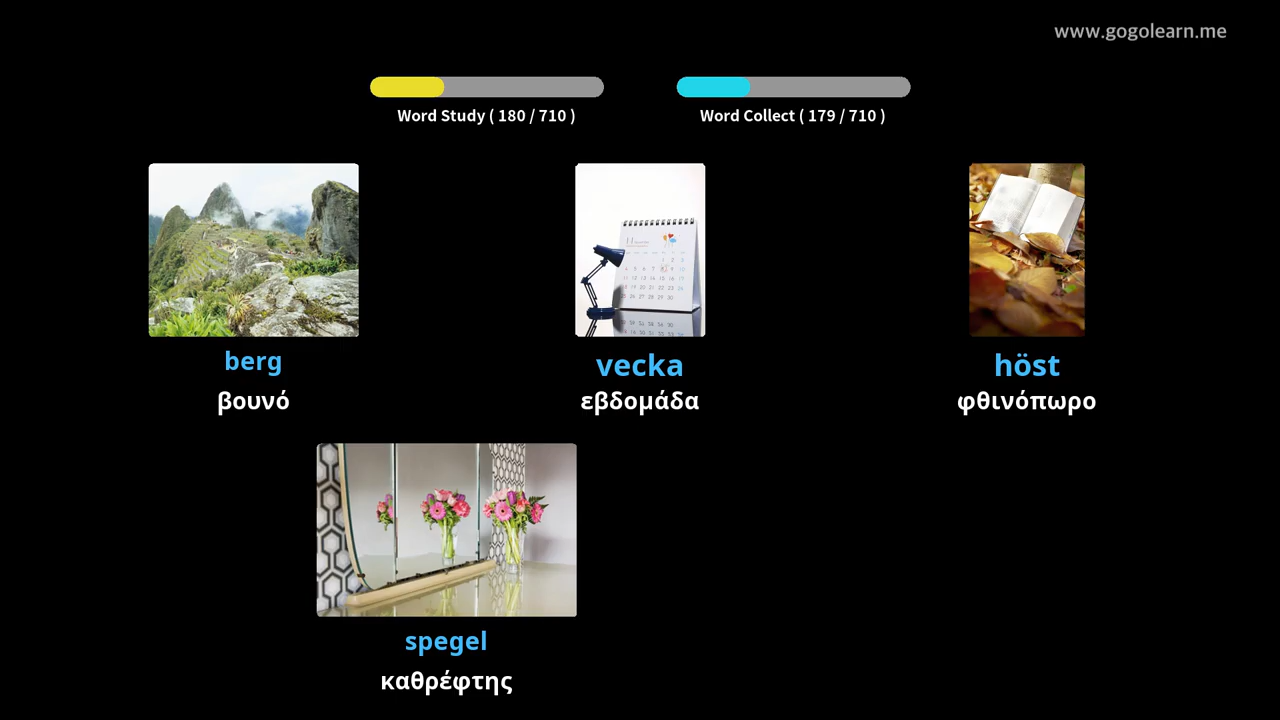 www.gogolearn.me
Word Study ( 180 / 710 )
Word Collect ( 179 / 710 )
berg
βουνό
vecka
εβδομάδα
höst
φθινόπωρο
spegel
καθρέφτης